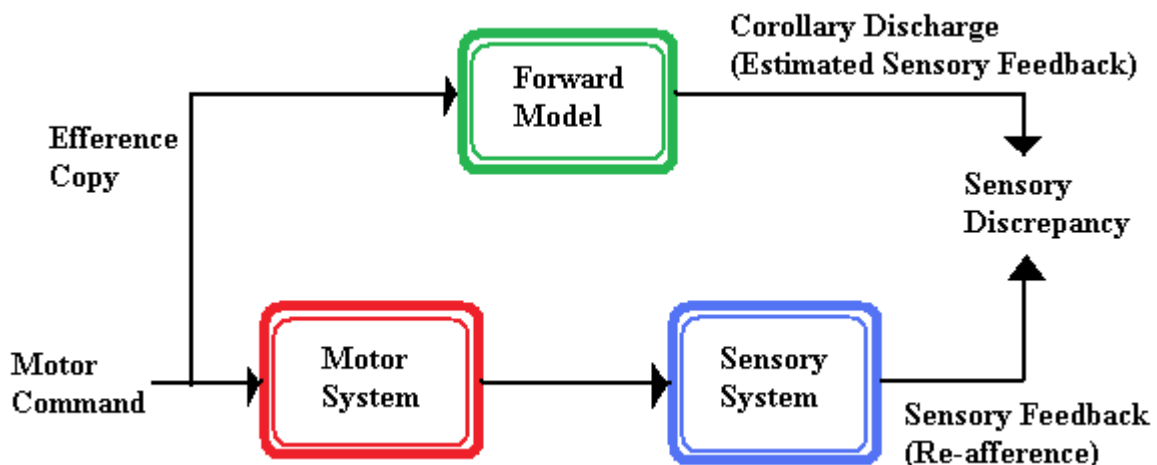 Corollary Discharge
(Estimated Sensory Feedback)
Forward
Model
Efference
Copy
Sensory
Discrepancy
Motor
Command
Motor
System
Sensory
System
Sensory Feedback
(Re-afference)